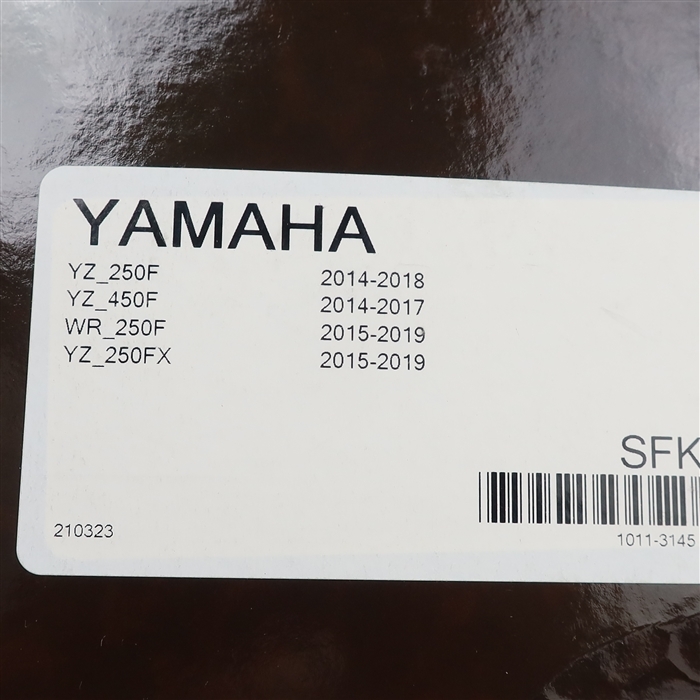 YAMAHA
YZ_250F 2014-2018
YZ_450F 2014-2017
WR_250F 2015-2019
YZ_250FX 2015-2019
SFK
210323
1011-3145